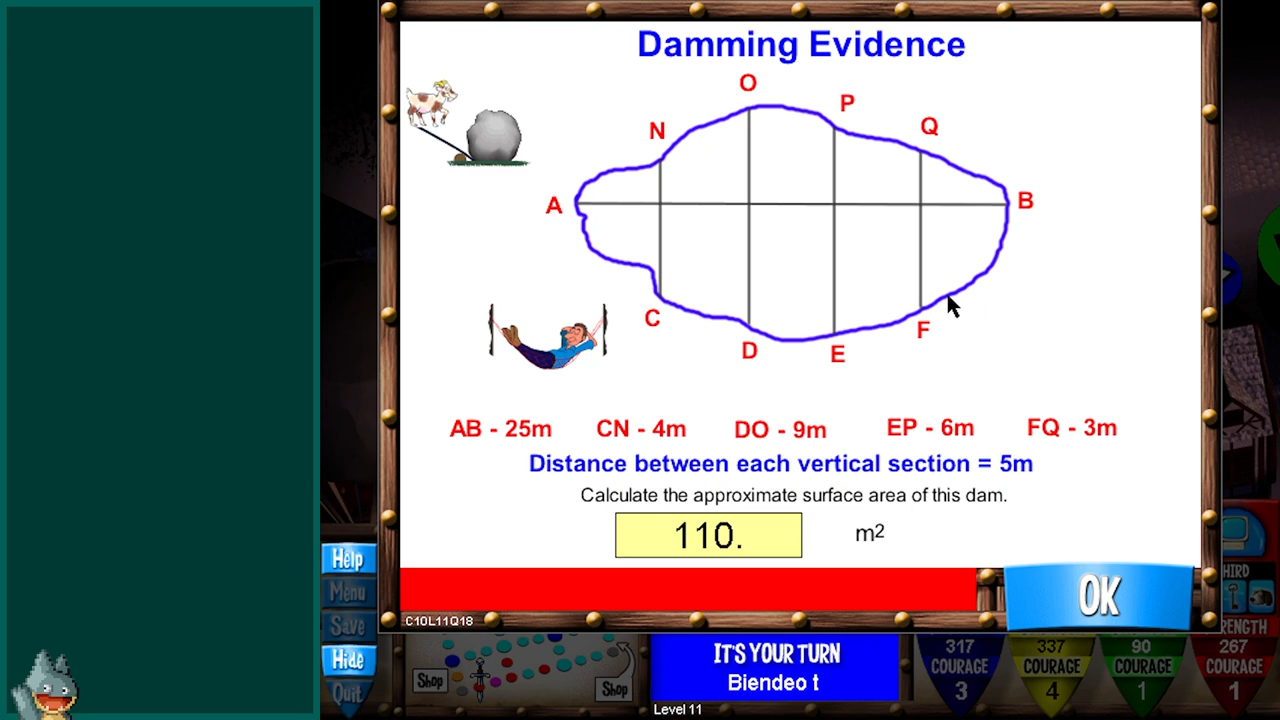 Damming Evidence
O
P
N
Q
A
B
C
D
E
F
AB - 25m
CN - 4m
DO - 9m
EP - 6m
FQ - 3m
Distance between each vertical section = 5m
Calculate the approximate surface area of this dam.
110.
m2
Help
Menu
Save
Hide
Quit
OK
C10L11Q18
Shop
Shop
IT'S YOUR TURN
Biendeo t
Level 11
317
COURAGE
3
337
COURAGE
4
90
COURAGE
1
267
COURAGE
1